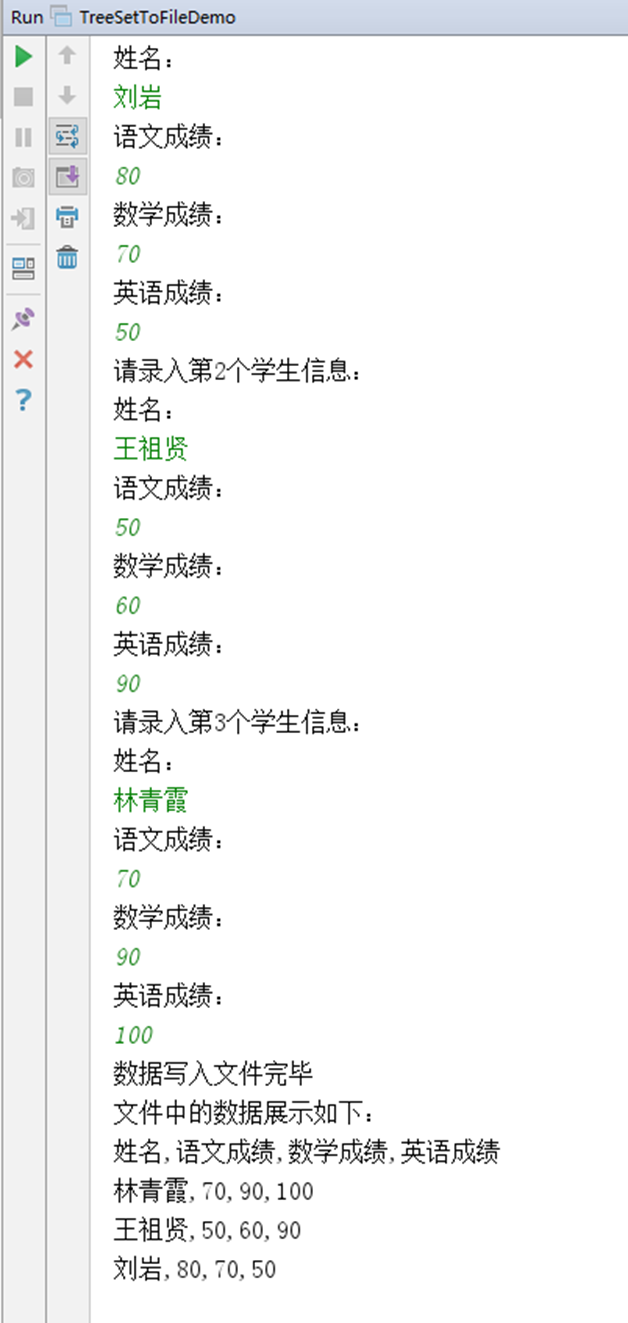 Run TreeSetToFileDemo
姓名：
刘岩
语文成绩：
80
数学成绩：
70
英语成绩：
50
请录入第2个学生信息：
姓名：
王祖贤
语文成绩：
50
数学成绩：
60
英语成绩：
90
请录入第3个学生信息：
姓名：
林青霞
语文成绩：
70
数学成绩：
90
英语成绩：
100
数据写入文件完毕
文件中的数据展示如下：
姓名,语文成绩,数学成绩,英语成绩
林青霞,70,90,100
王祖贤,50,60,90
刘岩,80,70,50